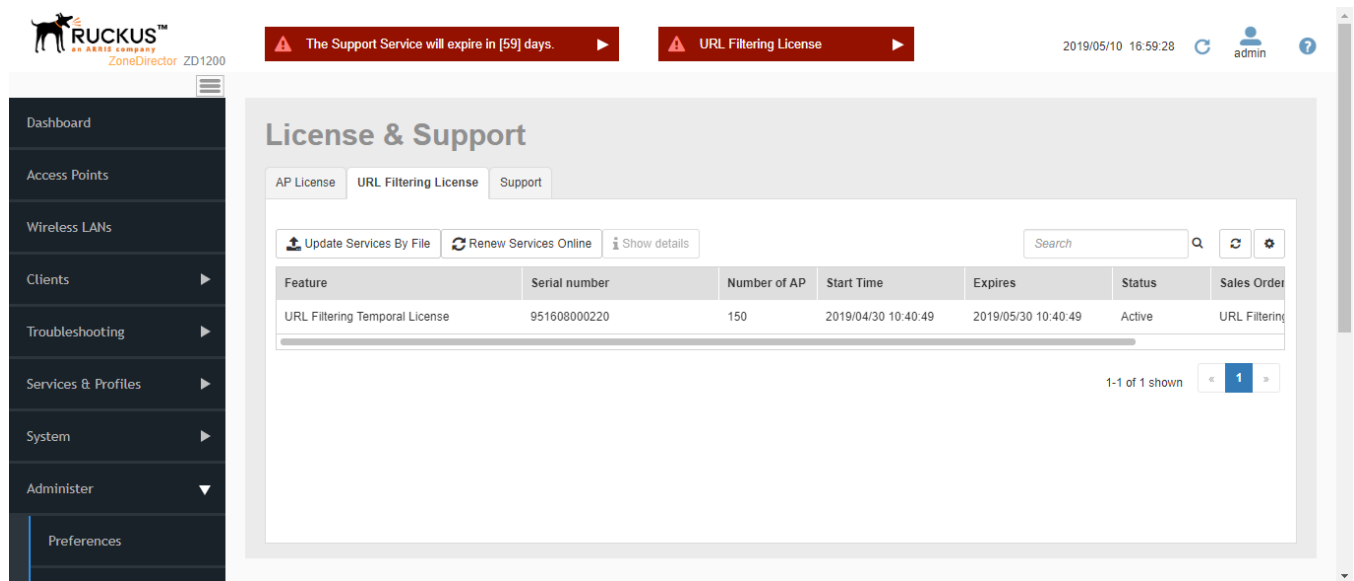 RUCKUS™
an ARRIS company
ZoneDirector ZD1200
The Support Service will expire in [59] days.
URL Filtering License
2019/05/10 16:59:28
admin
Dashboard
Access Points
Wireless LANs
Clients
Troubleshooting
Services & Profiles
System
Administer
Preferences
License & Support
AP License URL Filtering License Support
Update Services By File Renew Services Online Show details Search
Feature Serial number Number of AP Start Time Expires Status Sales Order
URL Filtering Temporal License 951608000220 150 2019/04/30 10:40:49 2019/05/30 10:40:49 Active URL Filtering
1-1 of 1 shown « 1 »